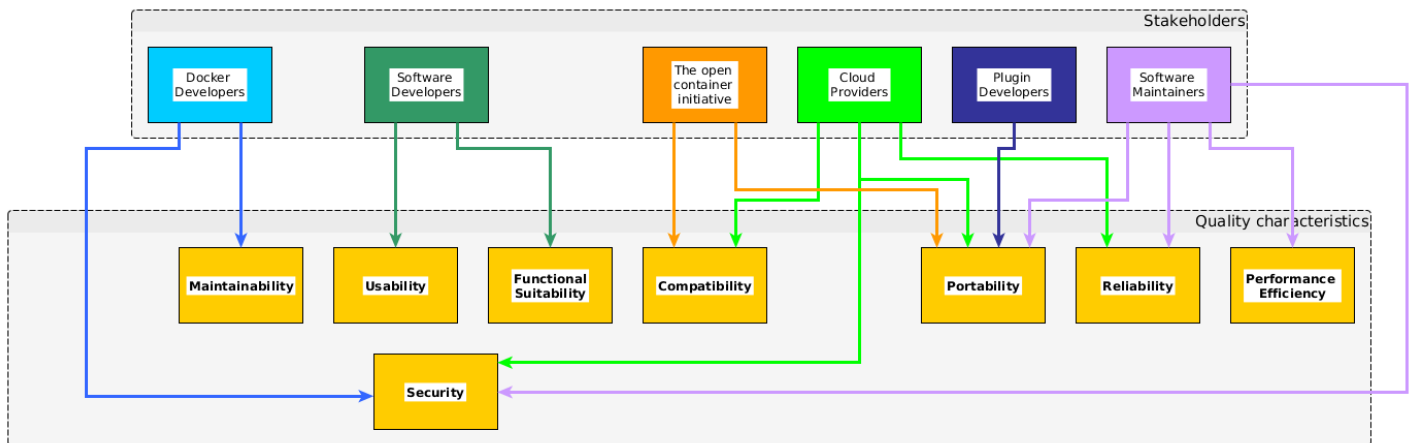 Stakeholders
Docker
Developers
Software
Developers
The open
container
initiative
Cloud
Providers
Plugin
Developers
Software
Maintainers
Quality characteristics
Maintainability
Usability
Functional
Suitability
Compatibility
Portability
Reliability
Performance
Efficiency
Security